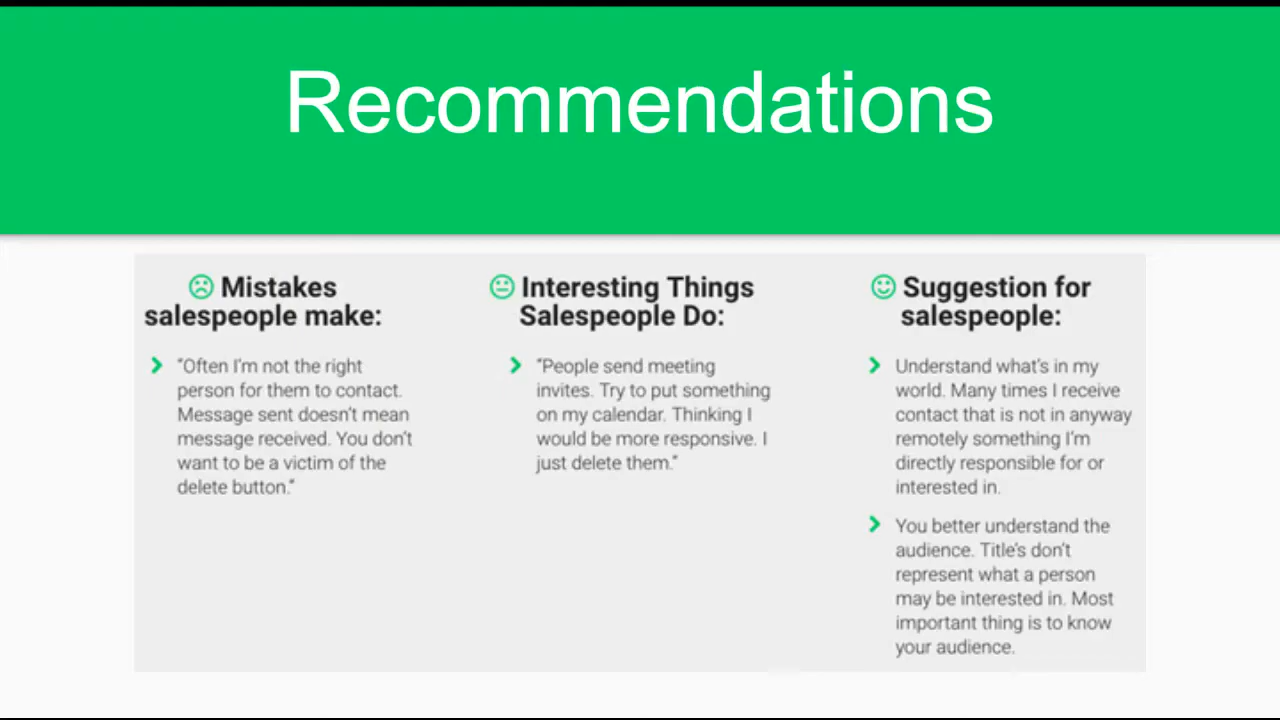 Recommendations
Mistakes
salespeople make:
"Often I'm not the right
person for them to contact.
Message sent doesn't mean
message received. You don't
want to be a victim of the
delete button."
Interesting Things
Salespeople Do:
"People send meeting
invites. Try to put something
on my calendar. Thinking I
would be more responsive. I
just delete them."
Suggestion for
salespeople:
Understand what's in my
world. Many times I receive
contact that is not in anyway
remotely something I'm
directly responsible for or
interested in.
You better understand the
audience. Title's don't
represent what a person
may be interested in. Most
important thing is to know
your audience.